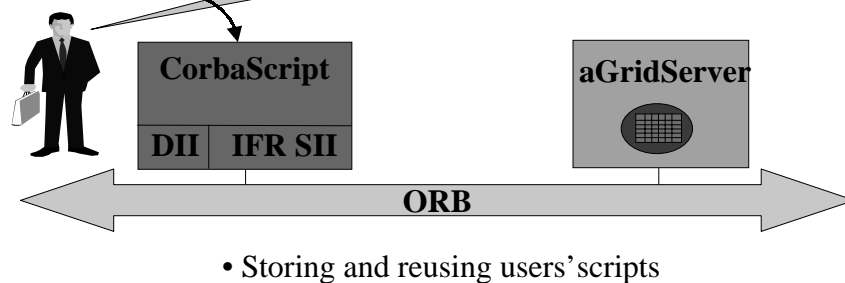 CorbaScript
aGridServer
DII IFR SII
ORB
• Storing and reusing users'scripts